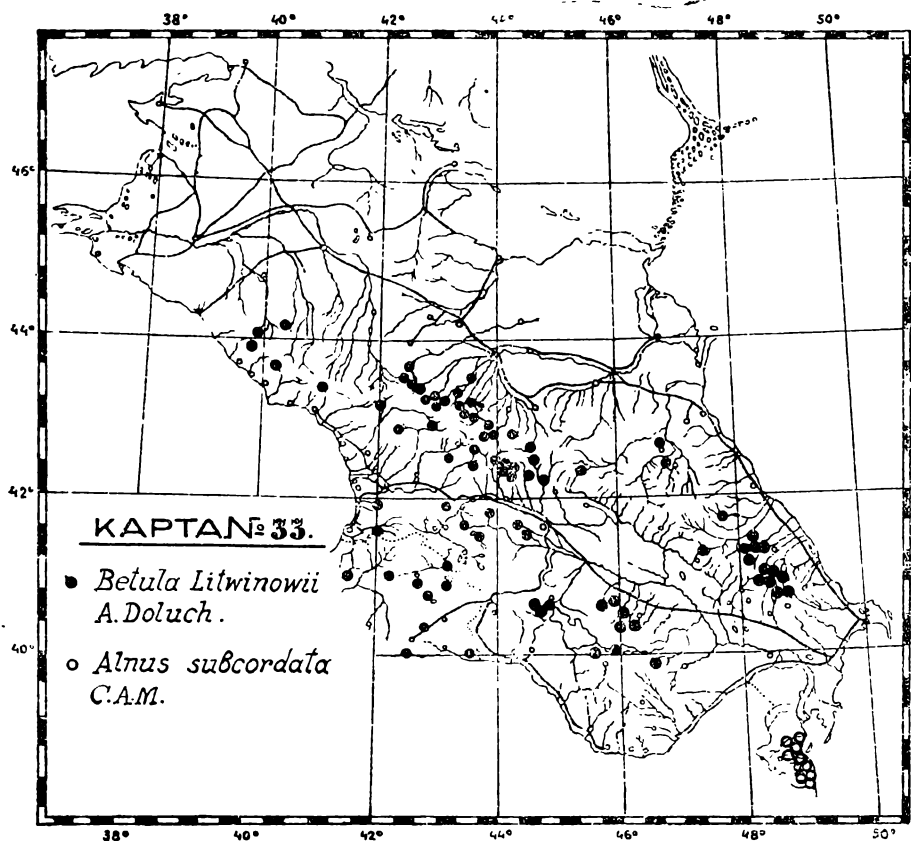 38° 40° 42° 44° 46° 48° 50°
46°
44°
42°
КАРТА № 33.
Betula Litwinowii
A. Doluch.
Alnus subcordata
C.A.M.
40°
38° 40° 42° 44° 46° 48° 50°